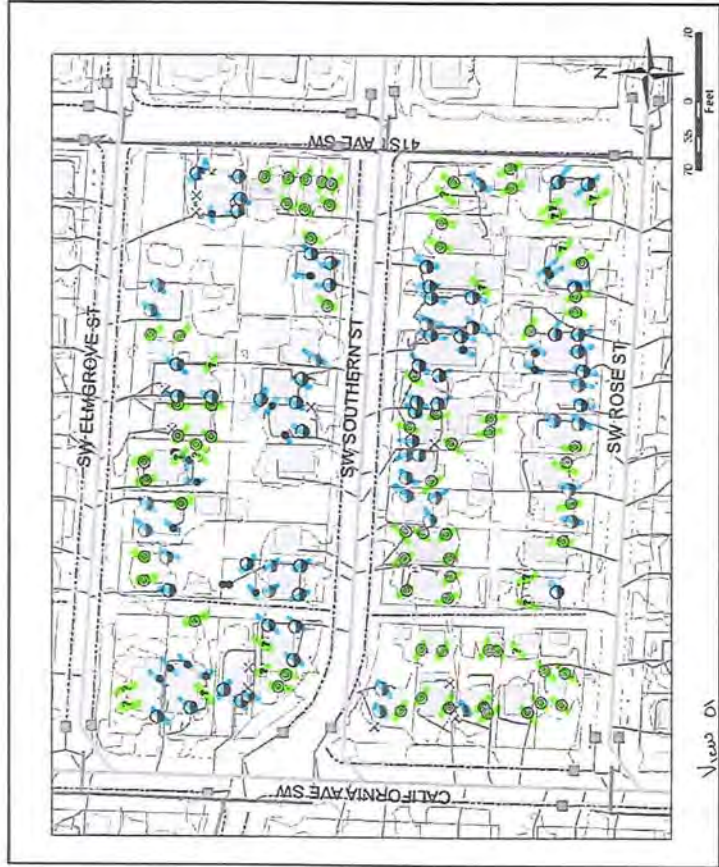 SW ELMGROVE ST
41ST AVE SW
SW SOUTHERN ST
SW ROSE ST
CALIFORNIA AVE SW
N
70 35 0 70
Feet
View 01